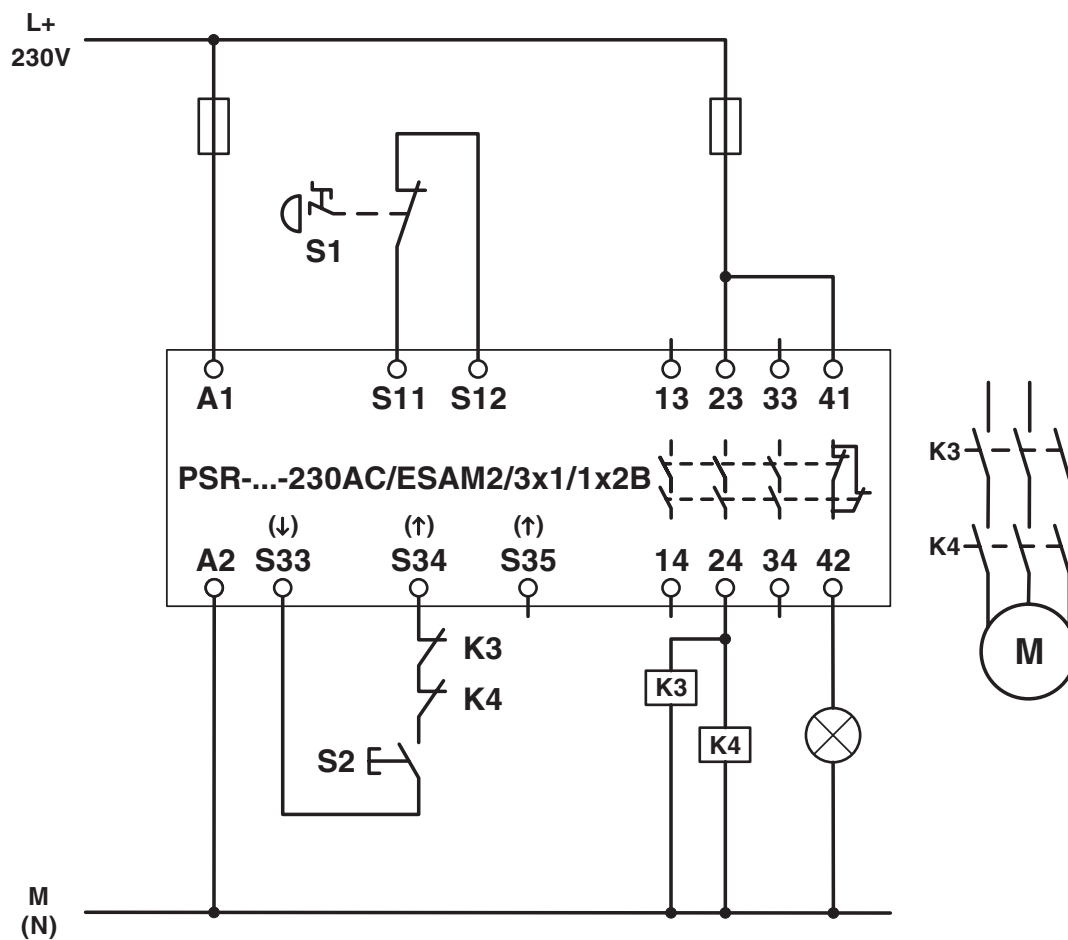 L+
230V
S1
A1 S11 S12 13 23 33 41
PSR-...-230AC/ESAM2/3x1/1x2B
(↓) (↑) (↑)
A2 S33 S34 S35 14 24 34 42
K3
K4
S2
K3
K4
K3
K4
M
M
(N)